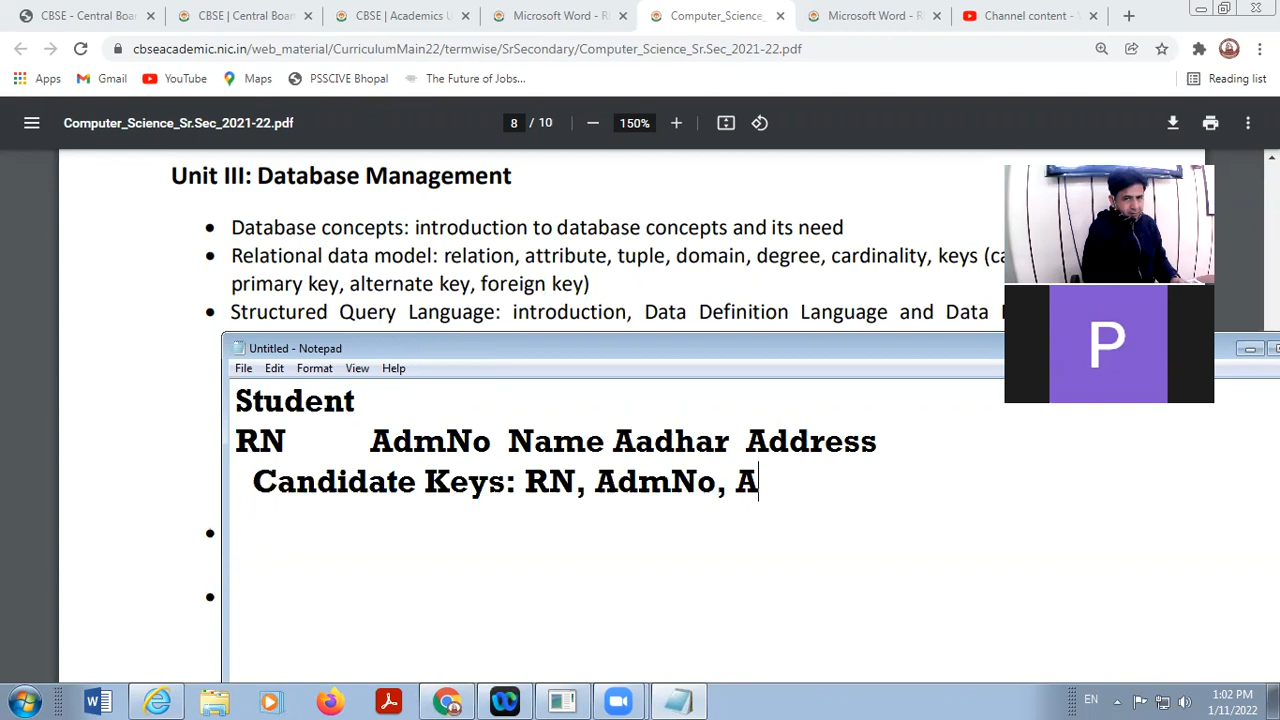 CBSE - Central Boar
CBSE | Central Boar
CBSE | Academics U
Microsoft Word - R
Computer_Science_
Microsoft Word - R
Channel content -
cbseacademic.nic.in/web_material/CurriculumMain22/termwise/SrSecondary/Computer_Science_Sr.Sec_2021-22.pdf
Apps Gmail YouTube Maps PSSCIVE Bhopal The Future of Jobs... Reading list
Computer_Science_Sr.Sec_2021-22.pdf 8 / 10 150%
Unit III: Database Management
Database concepts: introduction to database concepts and its need
Relational data model: relation, attribute, tuple, domain, degree, cardinality, keys (ca
primary key, alternate key, foreign key)
Structured Query Language: introduction, Data Definition Language and Data
P
Untitled - Notepad
File Edit Format View Help
Student
RN AdmNo Name Aadhar Address
Candidate Keys: RN, AdmNo, A
EN
1:02 PM
1/11/2022